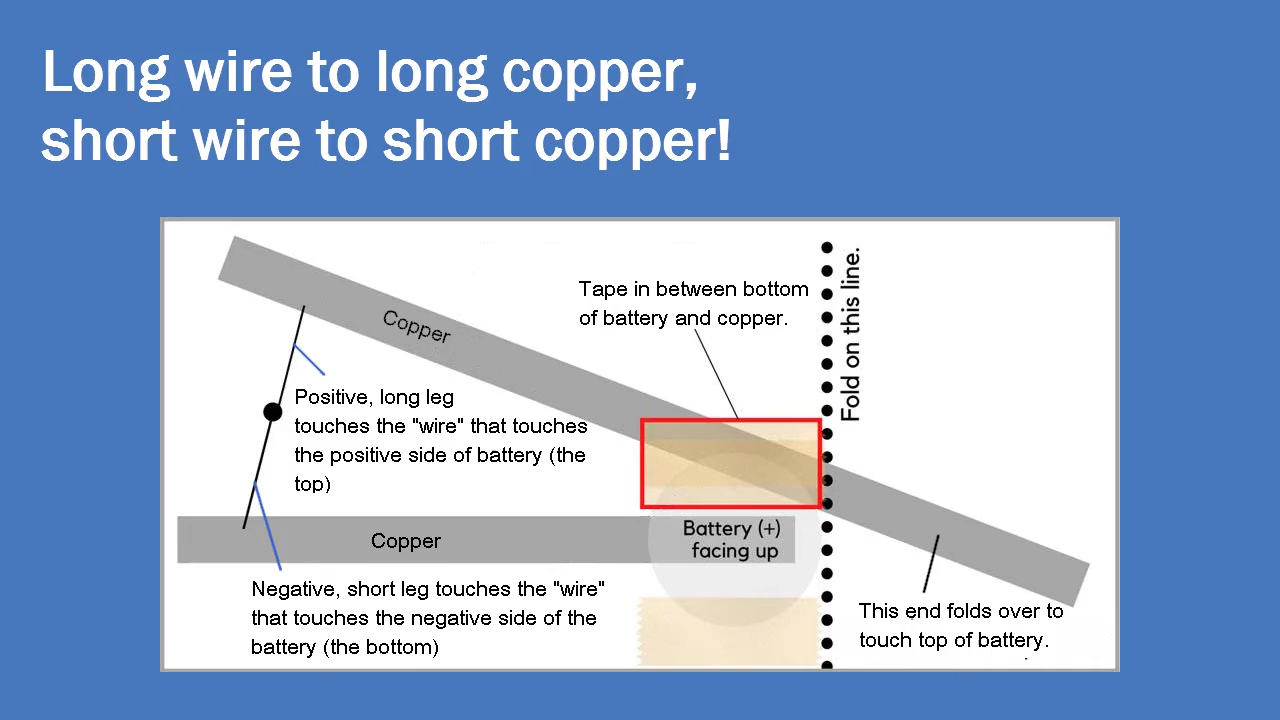 Long wire to long copper,
short wire to short copper!
Tape in between bottom
of battery and copper.
Fold on this line.
Copper
Positive, long leg
touches the "wire" that touches
the positive side of battery (the
top)
Copper
Battery (+)
facing up
Negative, short leg touches the "wire"
that touches the negative side of the
battery (the bottom)
This end folds over to
touch top of battery.